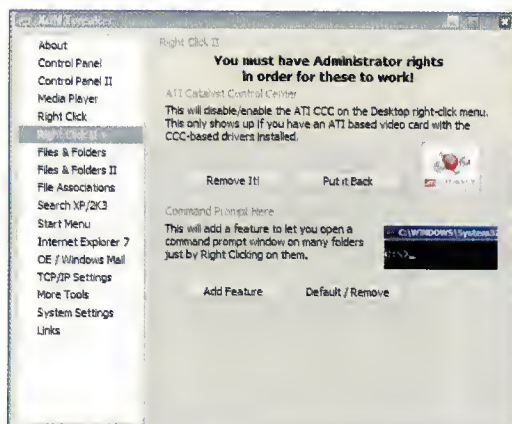 About
Control Panel
Control Panel II
Media Player
Right Click
Right Click II
Files & Folders
Files & Folders II
File Associations
Search XP/2K3
Start Menu
Internet Explorer 7
OE / Windows Mail
TCP/IP Settings
More Tools
System Settings
Links
Right Click II
You must have Administrator rights
in order for these to work!
ATI Catalyst Control Center
This will disable/enable the ATI CCC on the Desktop right-click menu.
This only shows up if you have an ATI based video card with the
CCC-based drivers installed.
Remove It!
Put it Back
Command Prompt Here
This will add a feature to let you open a
command prompt window on many folders
just by Right Clicking on them.
C:\WINDOWS\System32
C:\>_
Add Feature
Default / Remove